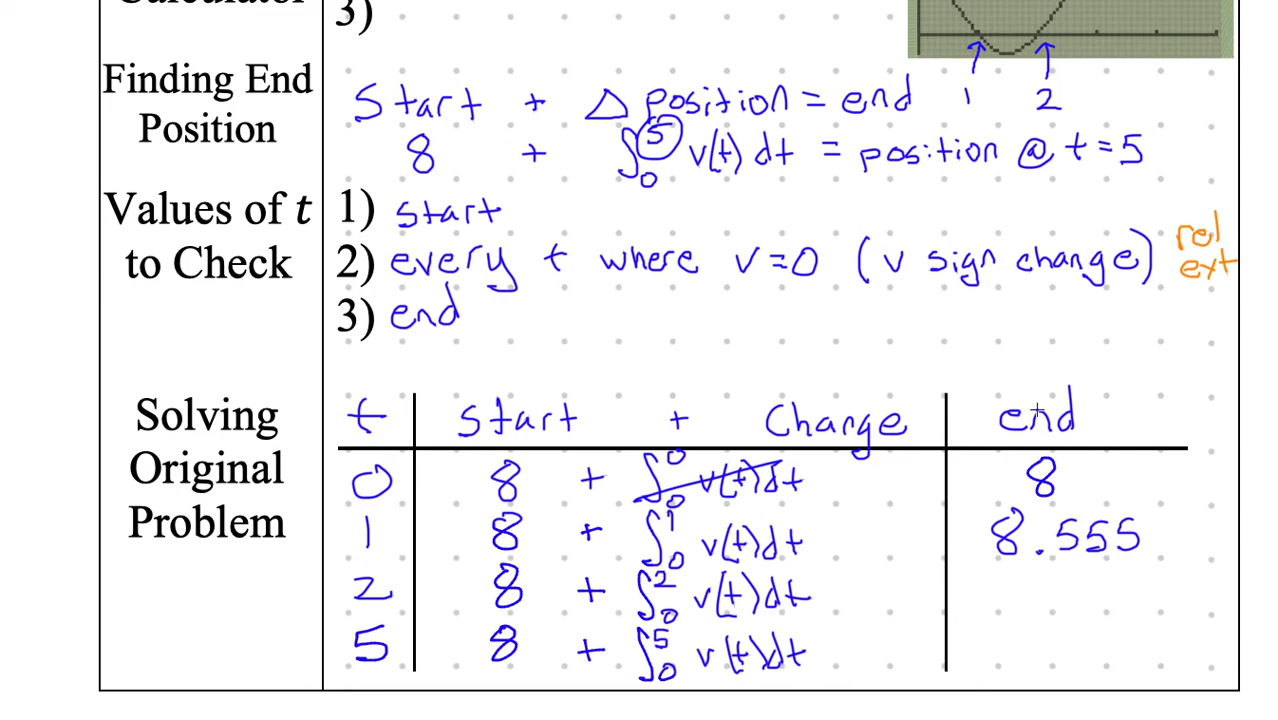 Calculator
3)
1 2
Finding End
Position
Start + Δ position = end
8 + ∫₀⁵ v(t) dt = position @ t = 5
Values of t
to Check
1) start
2) every t where v = 0 (v sign change) rel
ext
3) end
Solving
Original
Problem
t Start + Change end
0 8 + ∫₀⁰ v(t)dt 8
1 8 + ∫₀¹ v(t)dt 8.555
2 8 + ∫₀² v(t)dt
5 8 + ∫₀⁵ v(t)dt